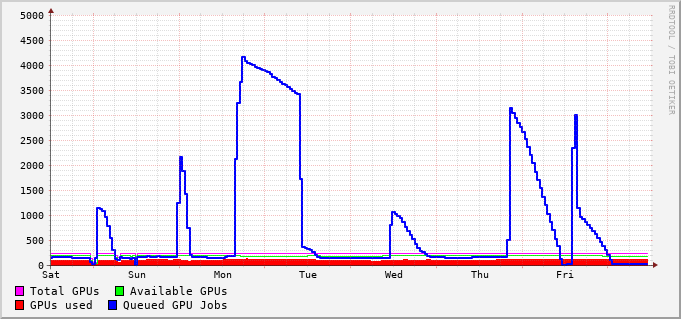 5000
4500
4000
3500
3000
2500
2000
1500
1000
500
0
Sat Sun Mon Tue Wed Thu Fri
Total GPUs Available GPUs
GPUs used Queued GPU Jobs
RRDTOOL / TOBI OETIKER